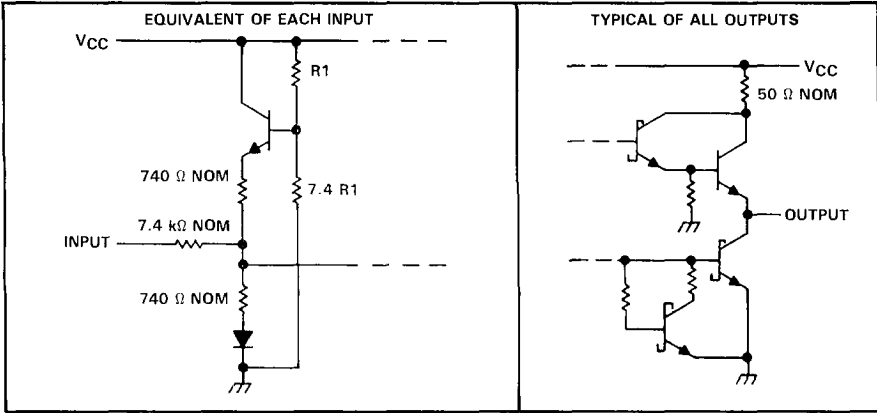 EQUIVALENT OF EACH INPUT
VCC
R1
740 Ω NOM
7.4 R1
7.4 kΩ NOM
INPUT
740 Ω NOM
TYPICAL OF ALL OUTPUTS
VCC
50 Ω NOM
OUTPUT